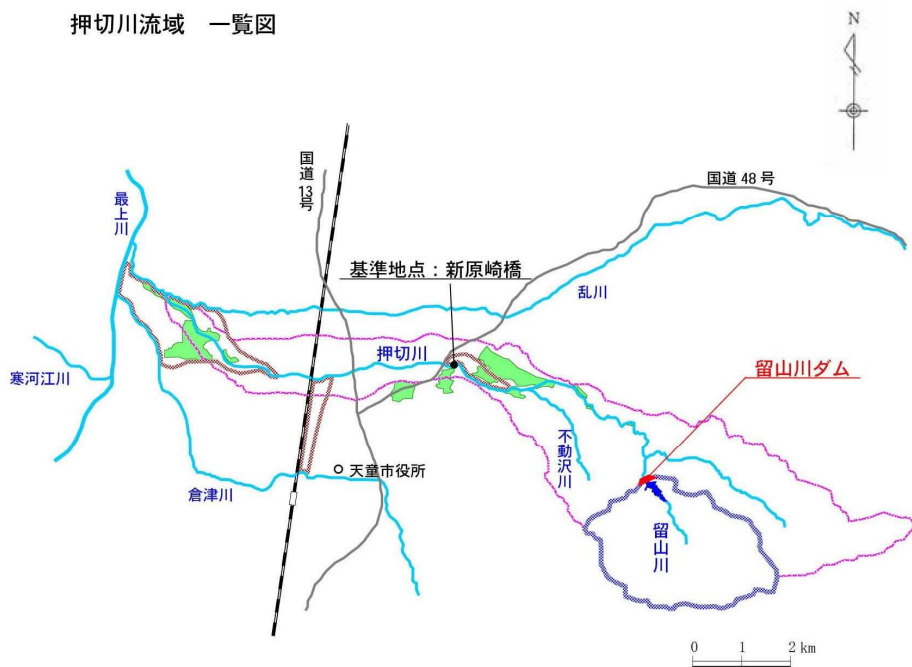 押切川流域 一覧図
N
国道13号
国道48号
最上川
基準地点:新原崎橋
乱川
押切川
寒河江川
留山川ダム
不動沢川
天童市役所
倉津川
留山川
0 1 2 km